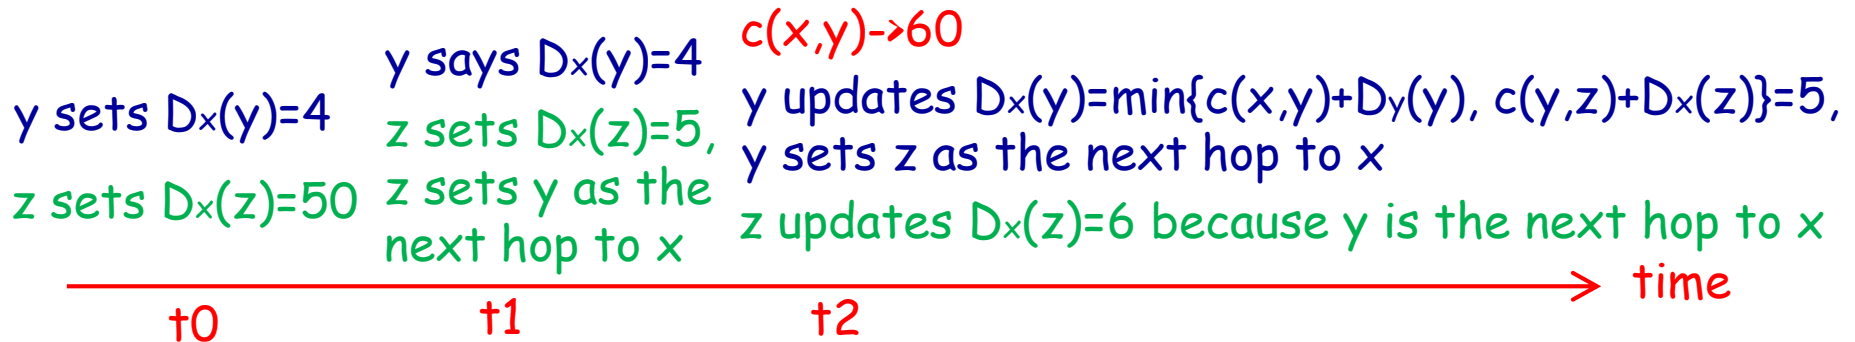 y sets Dx(y)=4
z sets Dx(z)=50
y says Dx(y)=4
z sets Dx(z)=5,
z sets y as the
next hop to x
c(x,y)->60
y updates Dx(y)=min{c(x,y)+Dy(y), c(y,z)+Dx(z)}=5,
y sets z as the next hop to x
z updates Dx(z)=6 because y is the next hop to x
time
t0
t1
t2